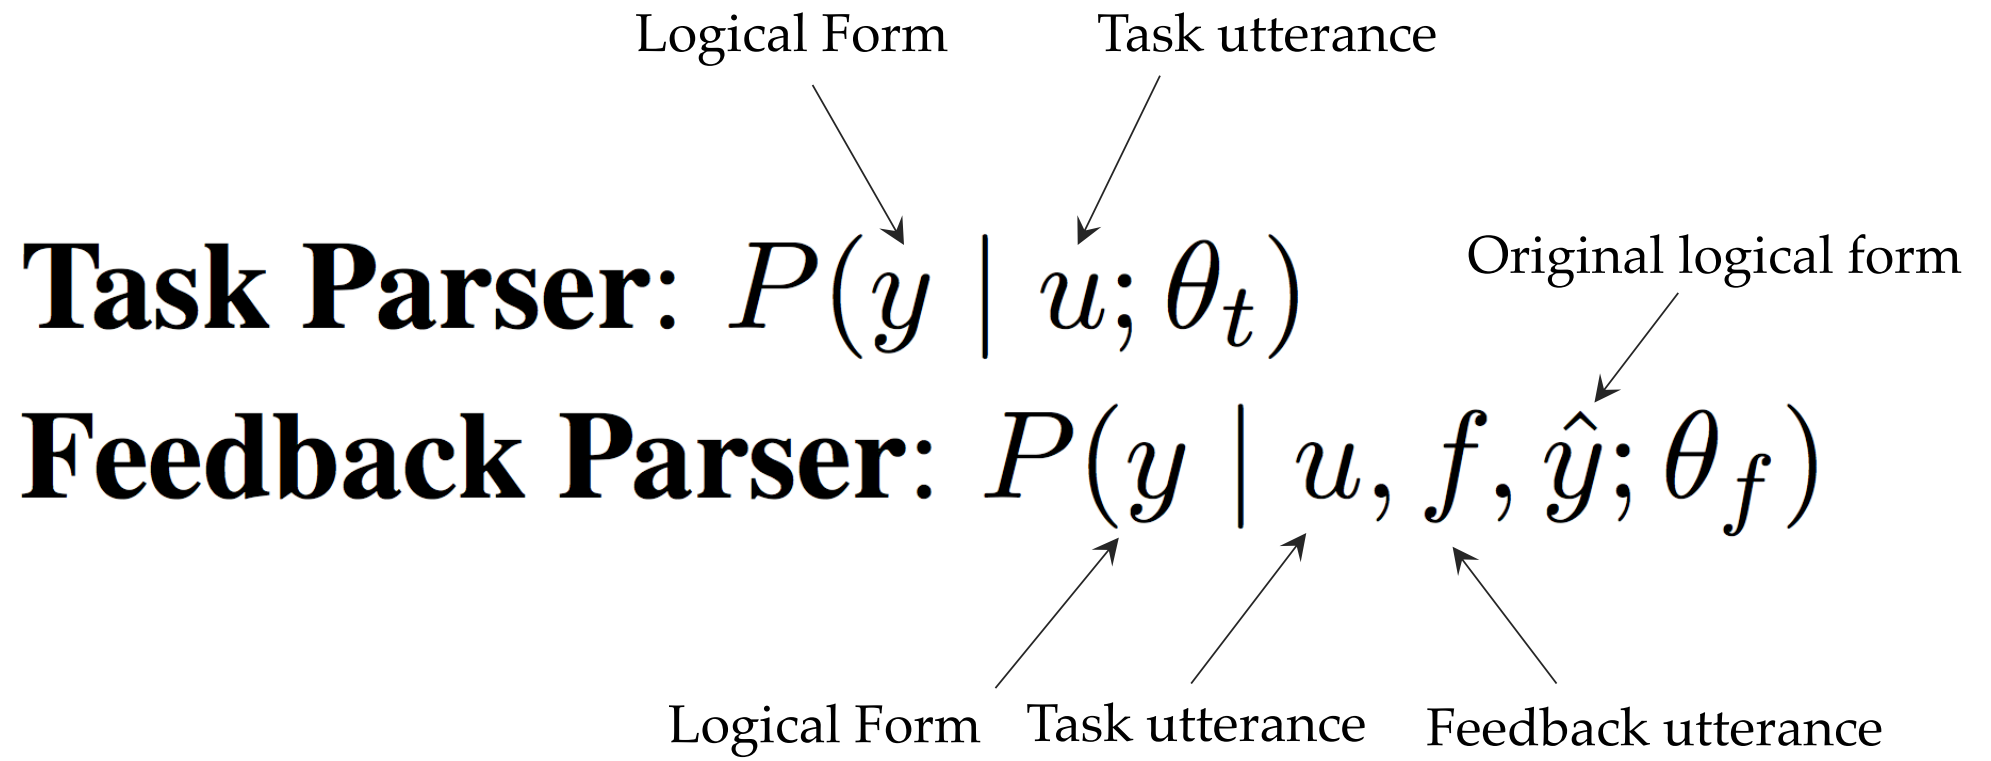 Logical Form Task utterance
Task Parser: P(y | u; θ_t)
Original logical form
Feedback Parser: P(y | u, f, ŷ; θ_f)
Logical Form Task utterance Feedback utterance